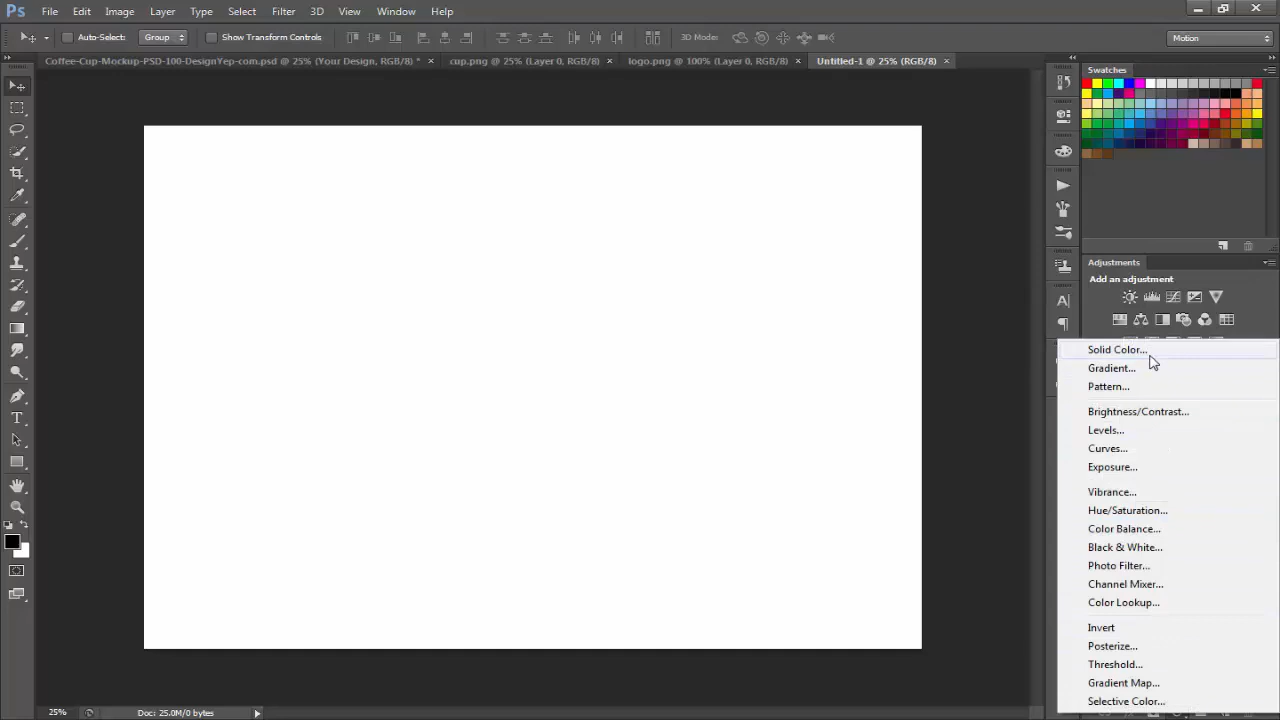 Ps File Edit Image Layer Type Select Filter 3D View Window Help
Auto-Select: Group Show Transform Controls 3D Mode: Motion
Coffee-Cup-Mockup-PSD-100-DesignYep-com.psd @ 25% (Your Design, RGB/8) * × cup.png @ 25% (Layer 0, RGB/8) × logo.png @ 100% (Layer 0, RGB/8) × Untitled-1 @ 25% (RGB/8) ×
Swatches
Adjustments
Add an adjustment
Solid Color...
Gradient...
Pattern...
Brightness/Contrast...
Levels...
Curves...
Exposure...
Vibrance...
Hue/Saturation...
Color Balance...
Black & White...
Photo Filter...
Channel Mixer...
Color Lookup...
Invert
Posterize...
Threshold...
Gradient Map...
Selective Color...
25% Doc: 25.0M/0 bytes